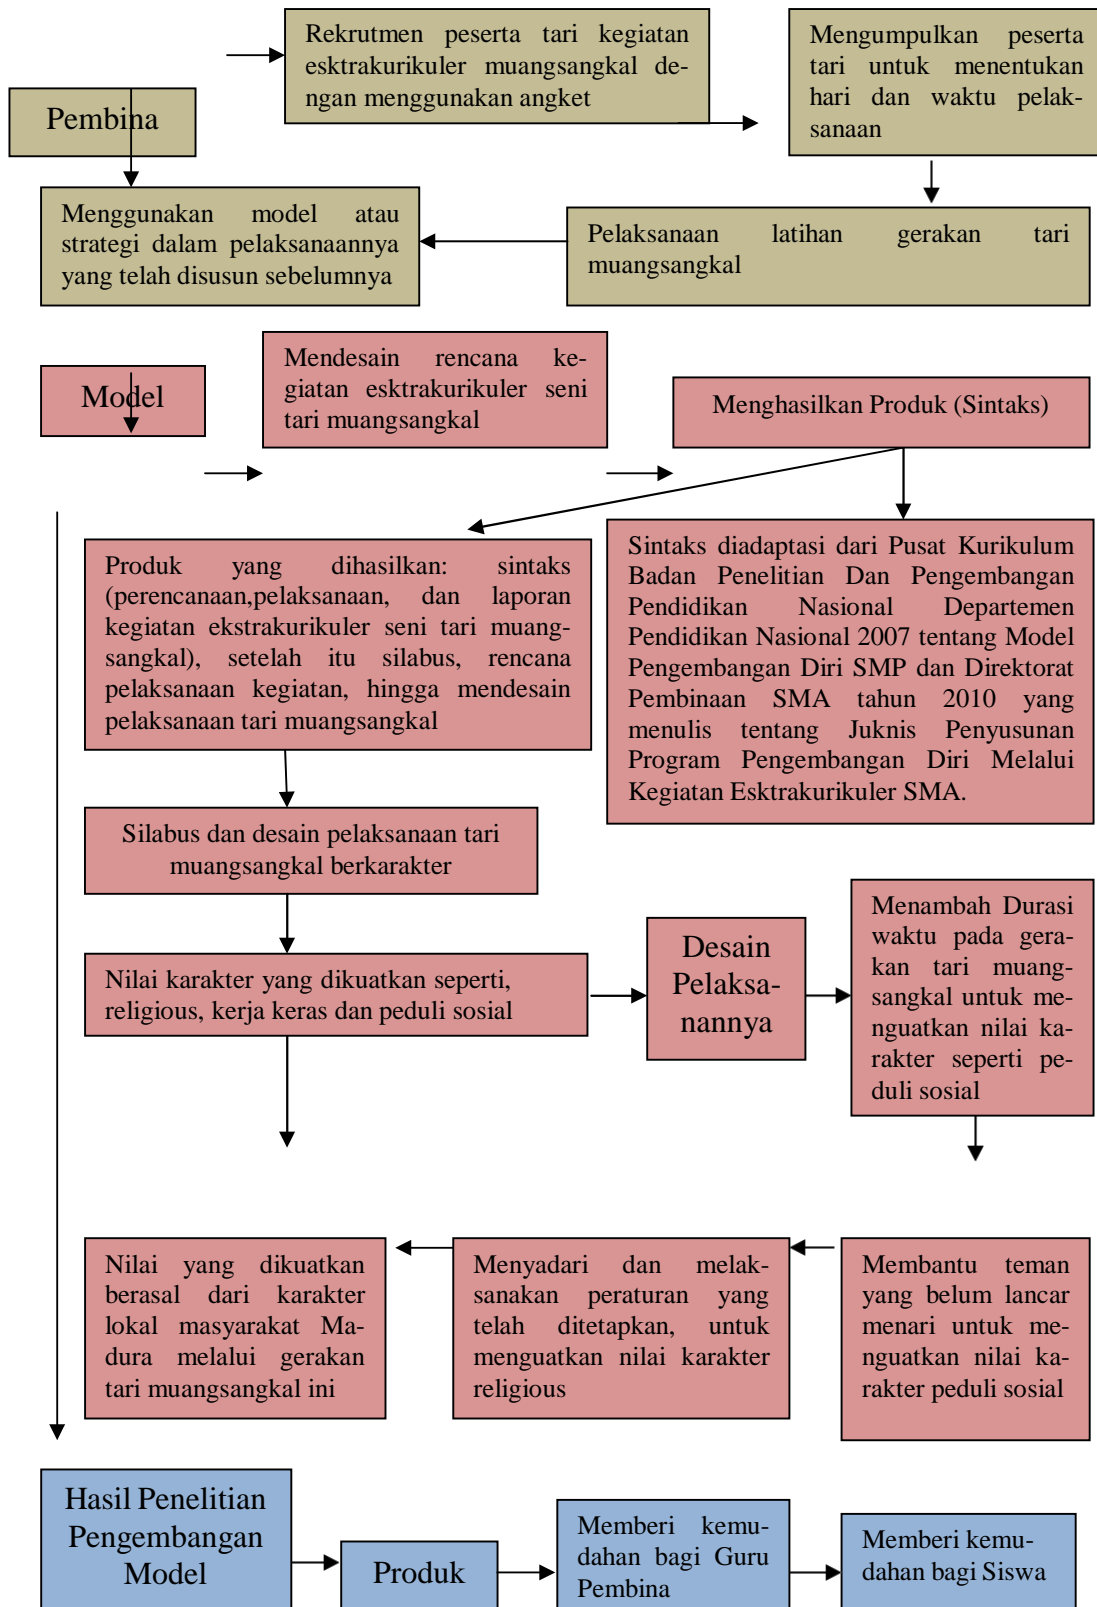 Rekrutmen peserta tari kegiatan
esktrakurikuler muangsangkal de-
ngan menggunakan angket
Mengumpulkan peserta
tari untuk menentukan
hari dan waktu pelak-
sanaan
Pembina
Menggunakan model atau
strategi dalam pelaksanaannya
yang telah disusun sebelumnya
Pelaksanaan latihan gerakan tari
muangsangkal
Mendesain rencana ke-
giatan esktrakurikuler seni
tari muangsangkal
Model
Menghasilkan Produk (Sintaks)
Produk yang dihasilkan: sintaks
(perencanaan,pelaksanaan, dan laporan
kegiatan ekstrakurikuler seni tari muang-
sangkal), setelah itu silabus, rencana
pelaksanaan kegiatan, hingga mendesain
pelaksanaan tari muangsangkal
Sintaks diadaptasi dari Pusat Kurikulum
Badan Penelitian Dan Pengembangan
Pendidikan Nasional Departemen
Pendidikan Nasional 2007 tentang Model
Pengembangan Diri SMP dan Direktorat
Pembinaan SMA tahun 2010 yang
menulis tentang Juknis Penyusunan
Program Pengembangan Diri Melalui
Kegiatan Esktrakurikuler SMA.
Silabus dan desain pelaksanaan tari
muangsangkal berkarakter
Nilai karakter yang dikuatkan seperti,
religious, kerja keras dan peduli sosial
Desain
Pelaksa-
nannya
Menambah Durasi
waktu pada gera-
kan tari muang-
sangkal untuk me-
nguatkan nilai ka-
rakter seperti pe-
duli sosial
Nilai yang dikuatkan
berasal dari karakter
lokal masyarakat Ma-
dura melalui gerakan
tari muangsangkal ini
Menyadari dan melak-
sanakan peraturan yang
telah ditetapkan, untuk
menguatkan nilai karakter
religious
Membantu teman
yang belum lancar
menari untuk me-
nguatkan nilai ka-
rakter peduli sosial
Hasil Penelitian
Pengembangan
Model
Produk
Memberi kemu-
dahan bagi Guru
Pembina
Memberi kemu-
dahan bagi Siswa